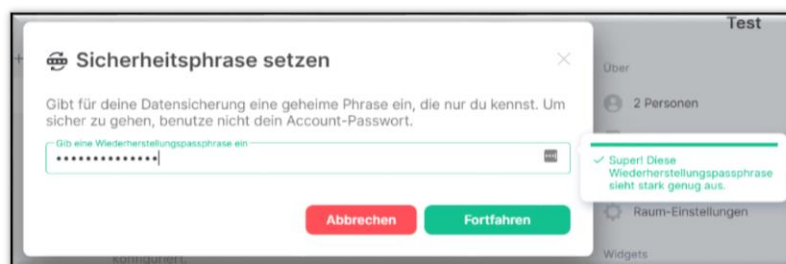 Test
Sicherheitsphrase setzen
Über
2 Personen
Gibt für deine Datensicherung eine geheime Phrase ein, die nur du kennst. Um
sicher zu gehen, benutze nicht dein Account-Passwort.
Gib eine Wiederherstellungspassphrase ein
••••••••••••••
Super! Diese
Wiederherstellungspassphrase
sieht stark genug aus.
Abbrechen
Fortfahren
Raum-Einstellungen
konfiguriert.
Widgets